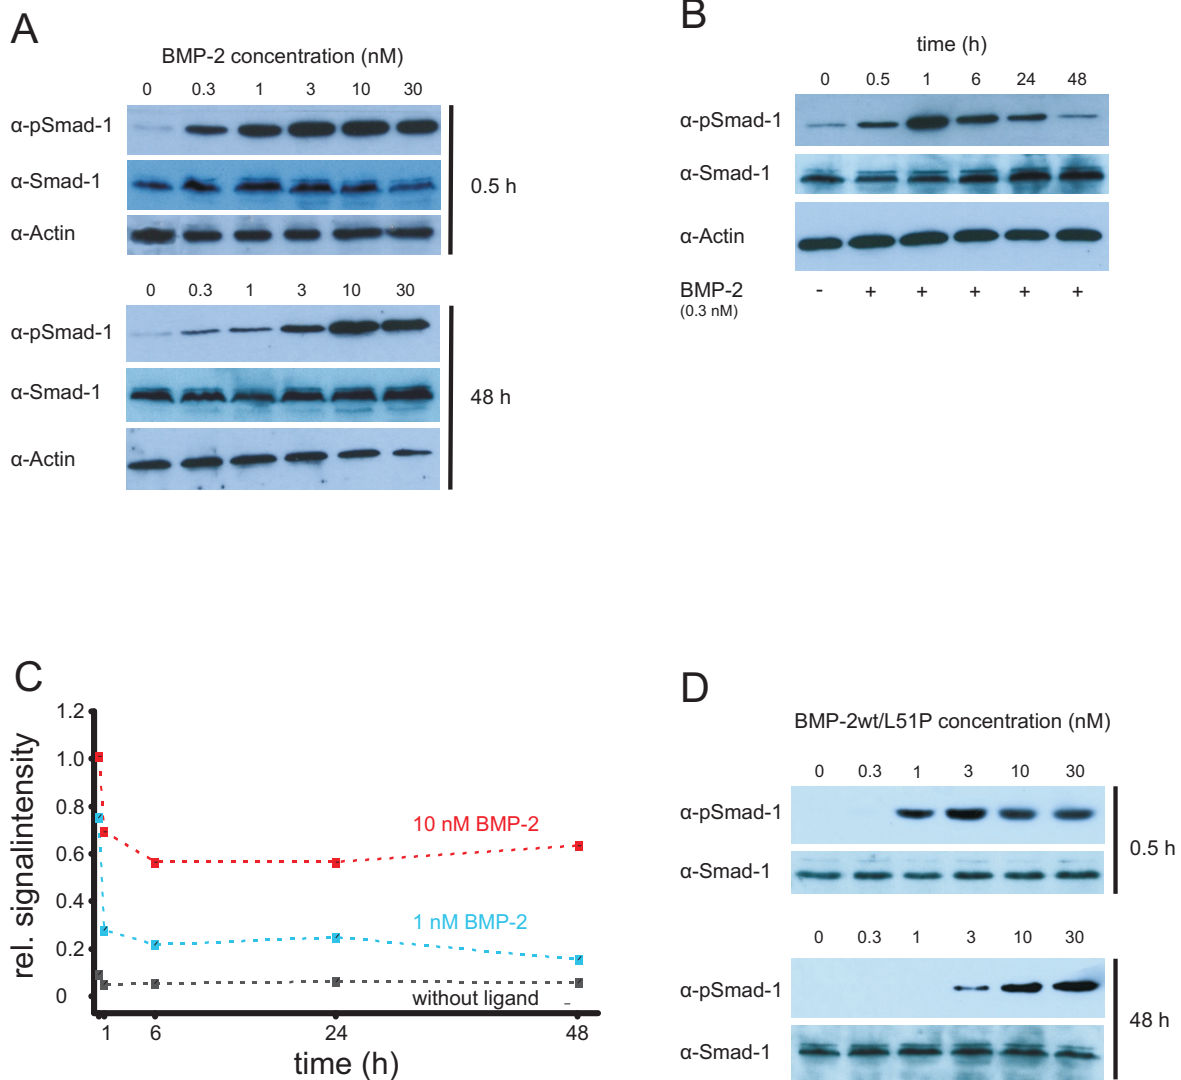 A
BMP-2 concentration (nM)
0 0.3 1 3 10 30
α-pSmad-1
α-Smad-1
α-Actin
0.5 h
0 0.3 1 3 10 30
α-pSmad-1
α-Smad-1
α-Actin
48 h
B
time (h)
0 0.5 1 6 24 48
α-pSmad-1
α-Smad-1
α-Actin
BMP-2 - + + + + +
(0.3 nM)
C
rel. signalintensity
1.2
1.0
0.8
0.6
0.4
0.2
0
10 nM BMP-2
1 nM BMP-2
without ligand
1 6 24 48
time (h)
D
BMP-2wt/L51P concentration (nM)
0 0.3 1 3 10 30
α-pSmad-1
α-Smad-1
0.5 h
0 0.3 1 3 10 30
α-pSmad-1
α-Smad-1
48 h